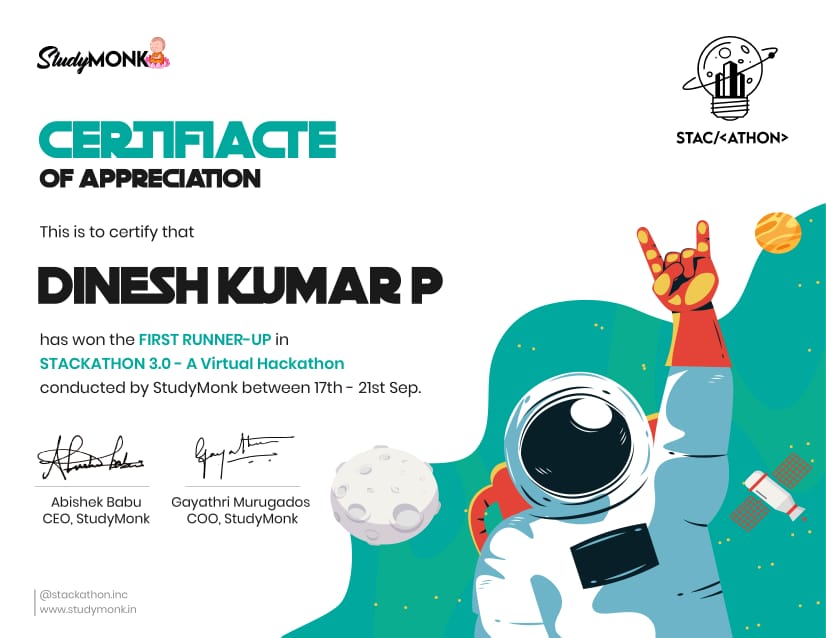 StudyMONK
STAC/<ATHON>
CERTIFIACTE
OF APPRECIATION
This is to certify that
DINESH KUMAR P
has won the FIRST RUNNER-UP in
STACKATHON 3.0 - A Virtual Hackathon
conducted by StudyMonk between 17th - 21st Sep.
Abishek Babu
CEO, StudyMonk
Gayathri Murugados
COO, StudyMonk
@stackathon.inc
www.studymonk.in